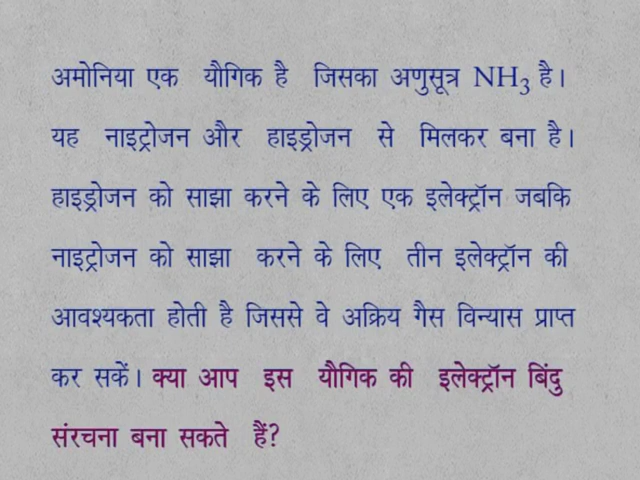 अमोनिया एक यौगिक है जिसका अणुसूत्र NH₃ है।
यह नाइट्रोजन और हाइड्रोजन से मिलकर बना है।
हाइड्रोजन को साझा करने के लिए एक इलेक्ट्रॉन जबकि
नाइट्रोजन को साझा करने के लिए तीन इलेक्ट्रॉन की
आवश्यकता होती है जिससे वे अक्रिय गैस विन्यास प्राप्त
कर सकें। क्या आप इस यौगिक की इलेक्ट्रॉन बिंदु
संरचना बना सकते हैं?